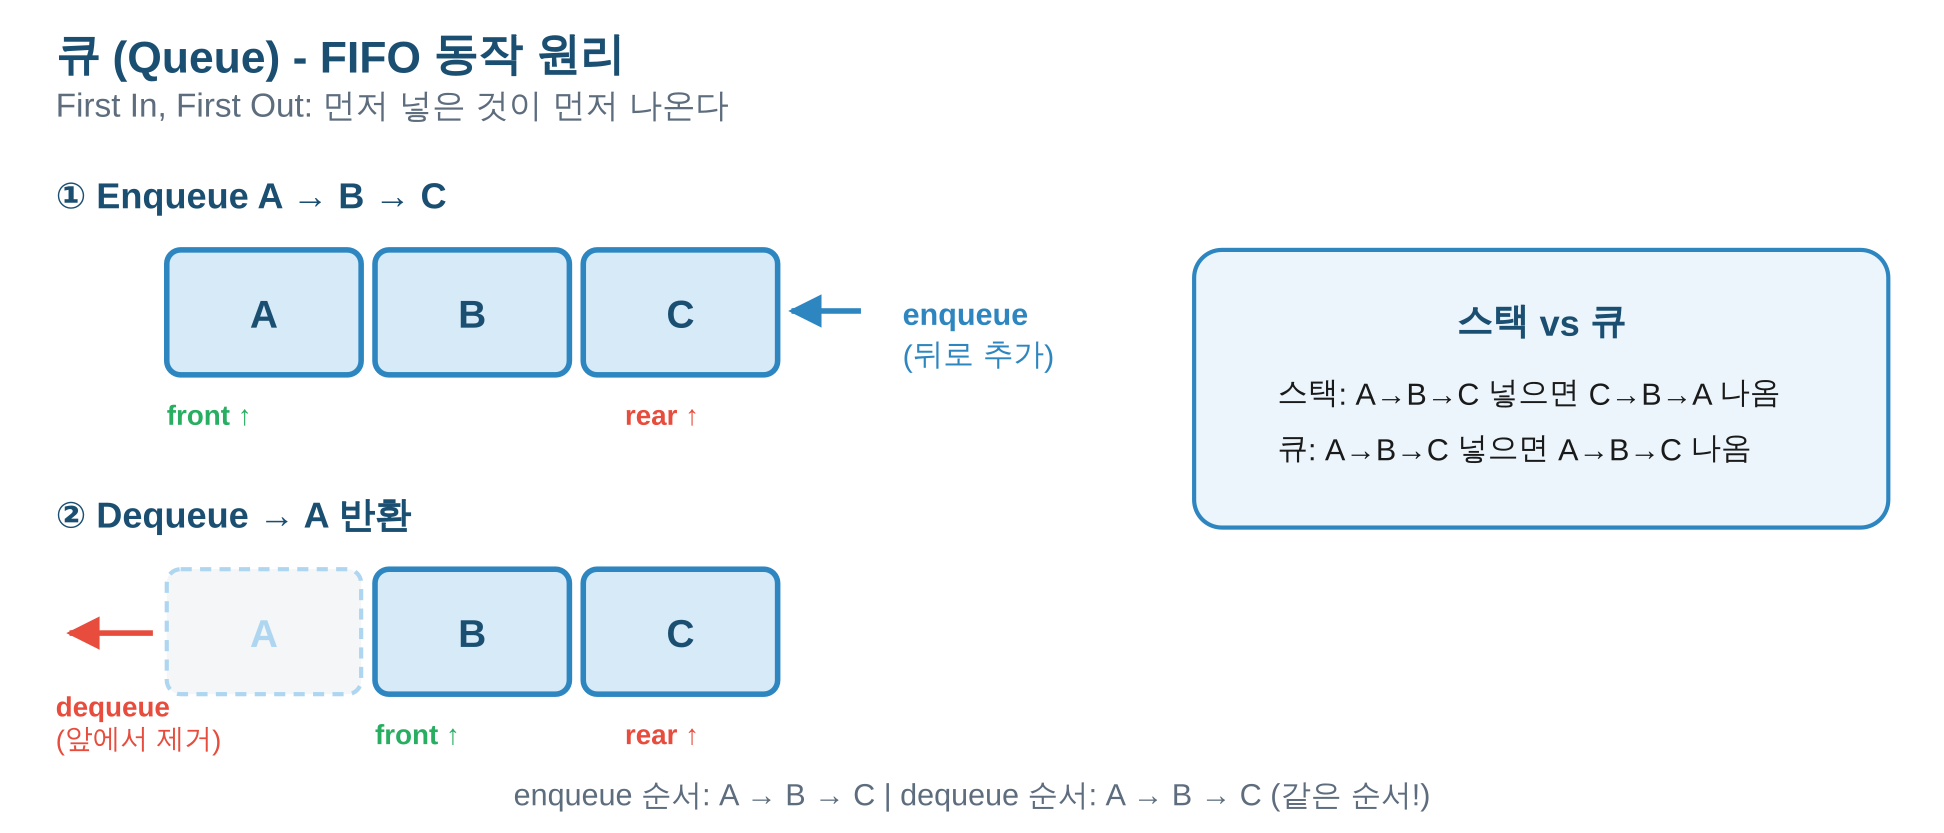 큐 (Queue) - FIFO 동작 원리
First In, First Out: 먼저 넣은 것이 먼저 나온다
① Enqueue A → B → C
A
B
C
enqueue
(뒤로 추가)
front ↑
rear ↑
스택 vs 큐
스택: A→B→C 넣으면 C→B→A 나옴
큐: A→B→C 넣으면 A→B→C 나옴
② Dequeue → A 반환
A
B
C
dequeue
(앞에서 제거)
front ↑
rear ↑
enqueue 순서: A → B → C | dequeue 순서: A → B → C (같은 순서!)